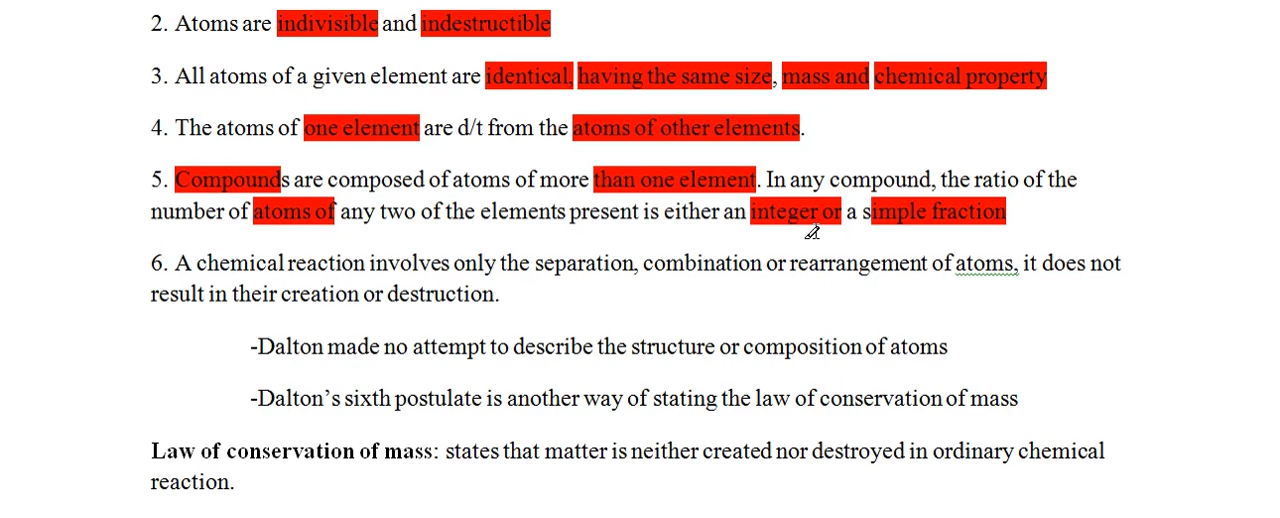 2. Atoms are indivisible and indestructible
3. All atoms of a given element are identical, having the same size, mass and chemical property
4. The atoms of one element are d/t from the atoms of other elements.
5. Compounds are composed of atoms of more than one element. In any compound, the ratio of the
number of atoms of any two of the elements present is either an integer or a simple fraction
6. A chemical reaction involves only the separation, combination or rearrangement of atoms, it does not
result in their creation or destruction.
-Dalton made no attempt to describe the structure or composition of atoms
-Dalton’s sixth postulate is another way of stating the law of conservation of mass
Law of conservation of mass: states that matter is neither created nor destroyed in ordinary chemical
reaction.